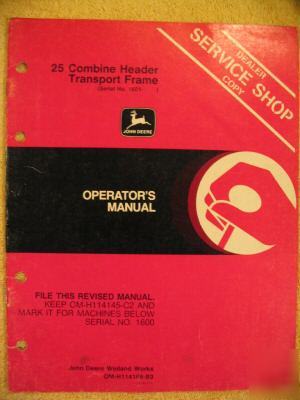 25 Combine Header
Transport Frame
(Serial No. 1601- )
DEALER
SERVICE SHOP
COPY
JOHN DEERE
OPERATOR'S
MANUAL
FILE THIS REVISED MANUAL.
KEEP OM-H114145-C2 AND
MARK IT FOR MACHINES BELOW
SERIAL NO. 1600
John Deere Welland Works